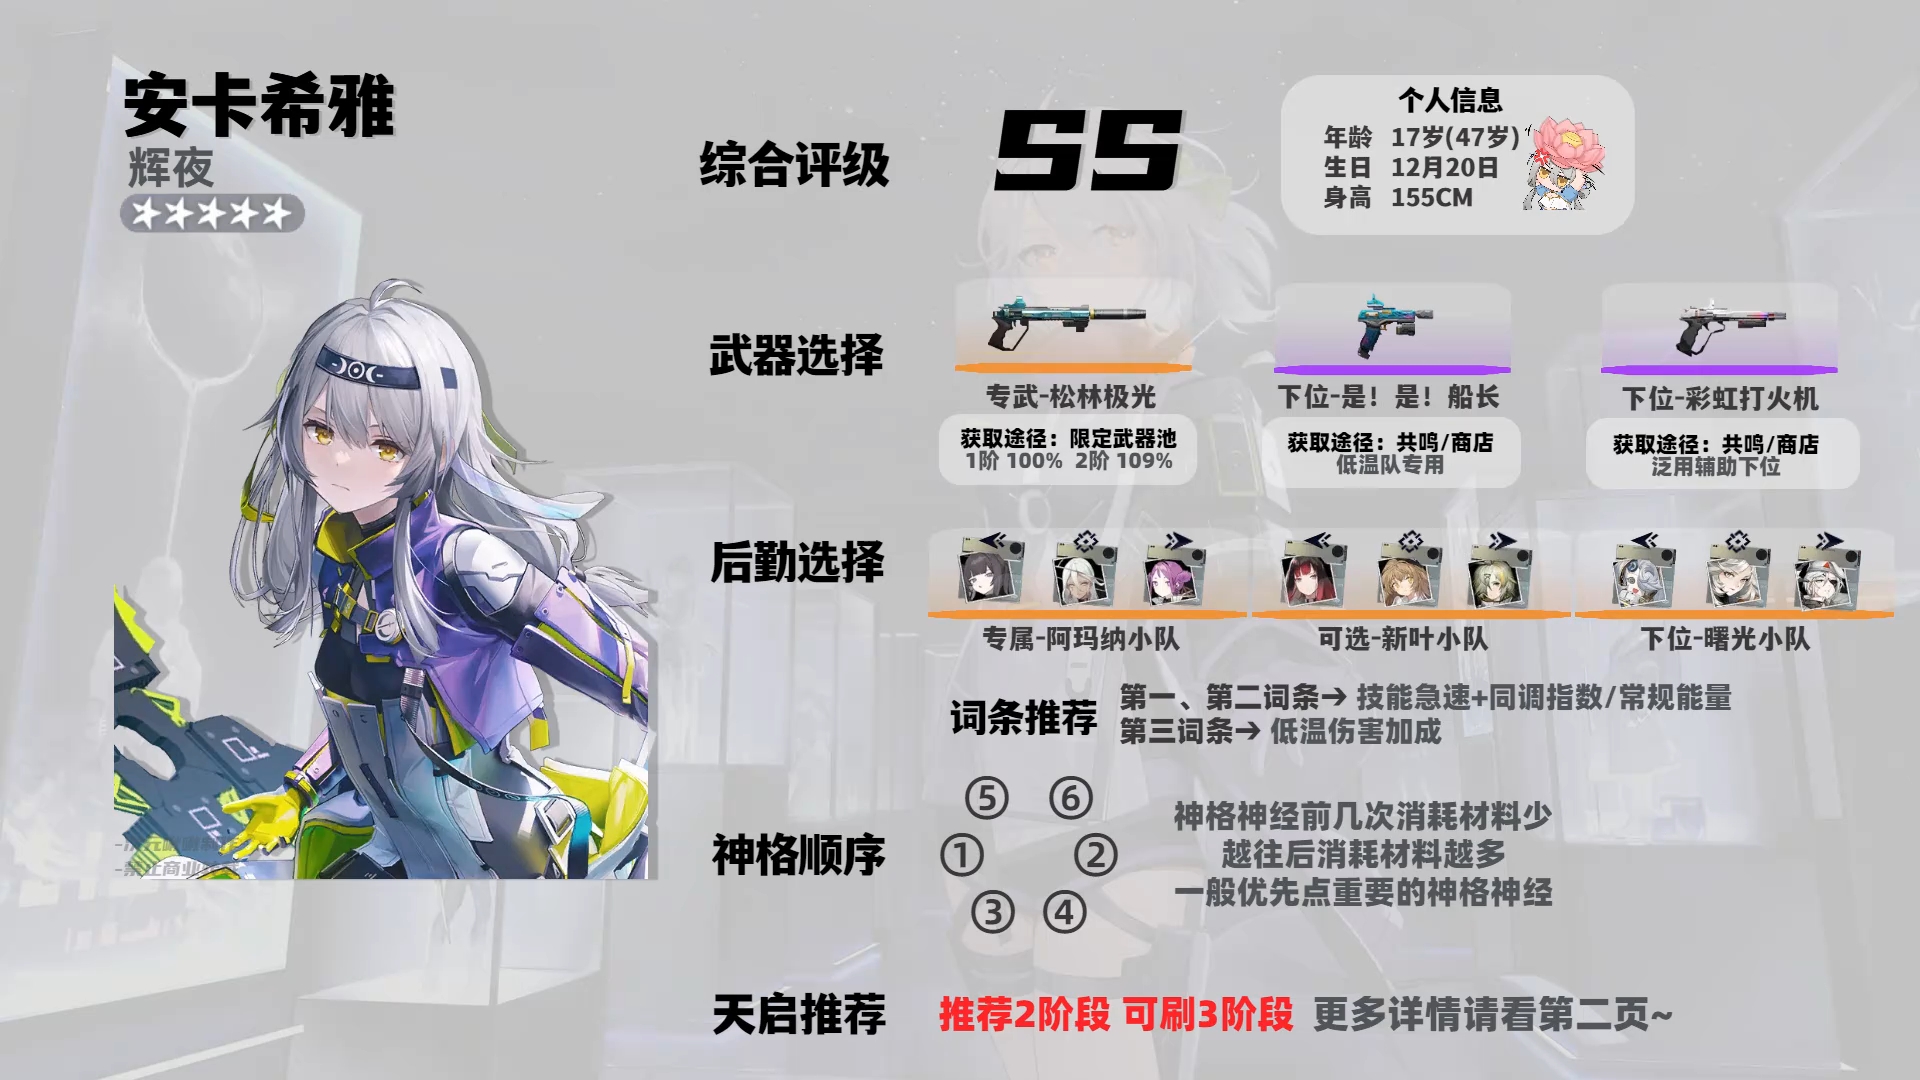 安卡希雅
辉夜
综合评级
SS
个人信息
年龄 17岁(47岁)
生日 12月20日
身高 155CM
武器选择
专武-松林极光
获取途径：限定武器池
1阶 100% 2阶 109%
下位-是！是！船长
获取途径：共鸣/商店
低温队专用
下位-彩虹打火机
获取途径：共鸣/商店
泛用辅助下位
后勤选择
专属-阿玛纳小队
可选-新叶小队
下位-曙光小队
词条推荐
第一、第二词条→ 技能急速+同调指数/常规能量
第三词条→ 低温伤害加成
神格顺序
⑤ ⑥
① ②
③ ④
神格神经前几次消耗材料少
越往后消耗材料越多
一般优先点重要的神格神经
天启推荐
推荐2阶段 可刷3阶段 更多详情请看第二页~